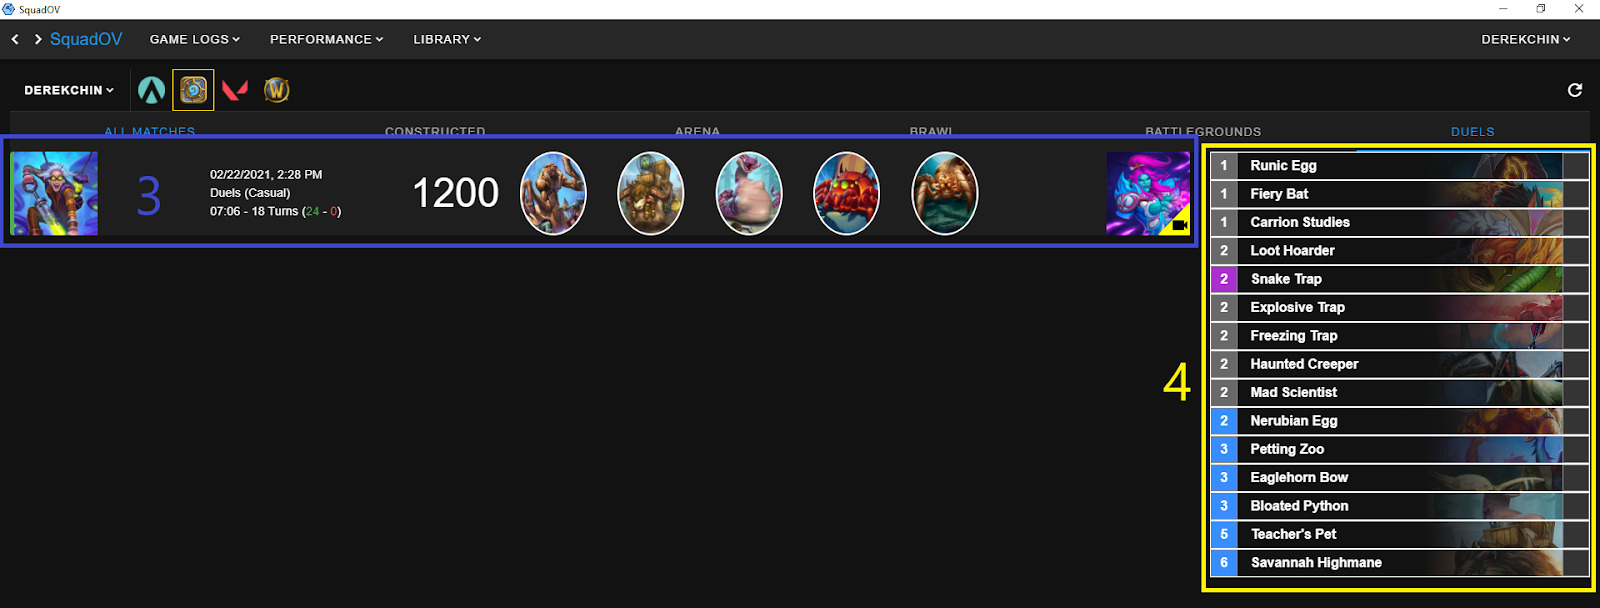 SquadOV
SquadOV GAME LOGS PERFORMANCE LIBRARY DEREKCHIN
DEREKCHIN
ALL MATCHES CONSTRUCTED ARENA BRAWL BATTLEGROUNDS DUELS
3
02/22/2021, 2:28 PM
Duels (Casual)
07:06 - 18 Turns (24 - 0)
1200
4
1 Runic Egg
1 Fiery Bat
1 Carrion Studies
2 Loot Hoarder
2 Snake Trap
2 Explosive Trap
2 Freezing Trap
2 Haunted Creeper
2 Mad Scientist
2 Nerubian Egg
3 Petting Zoo
3 Eaglehorn Bow
3 Bloated Python
5 Teacher's Pet
6 Savannah Highmane